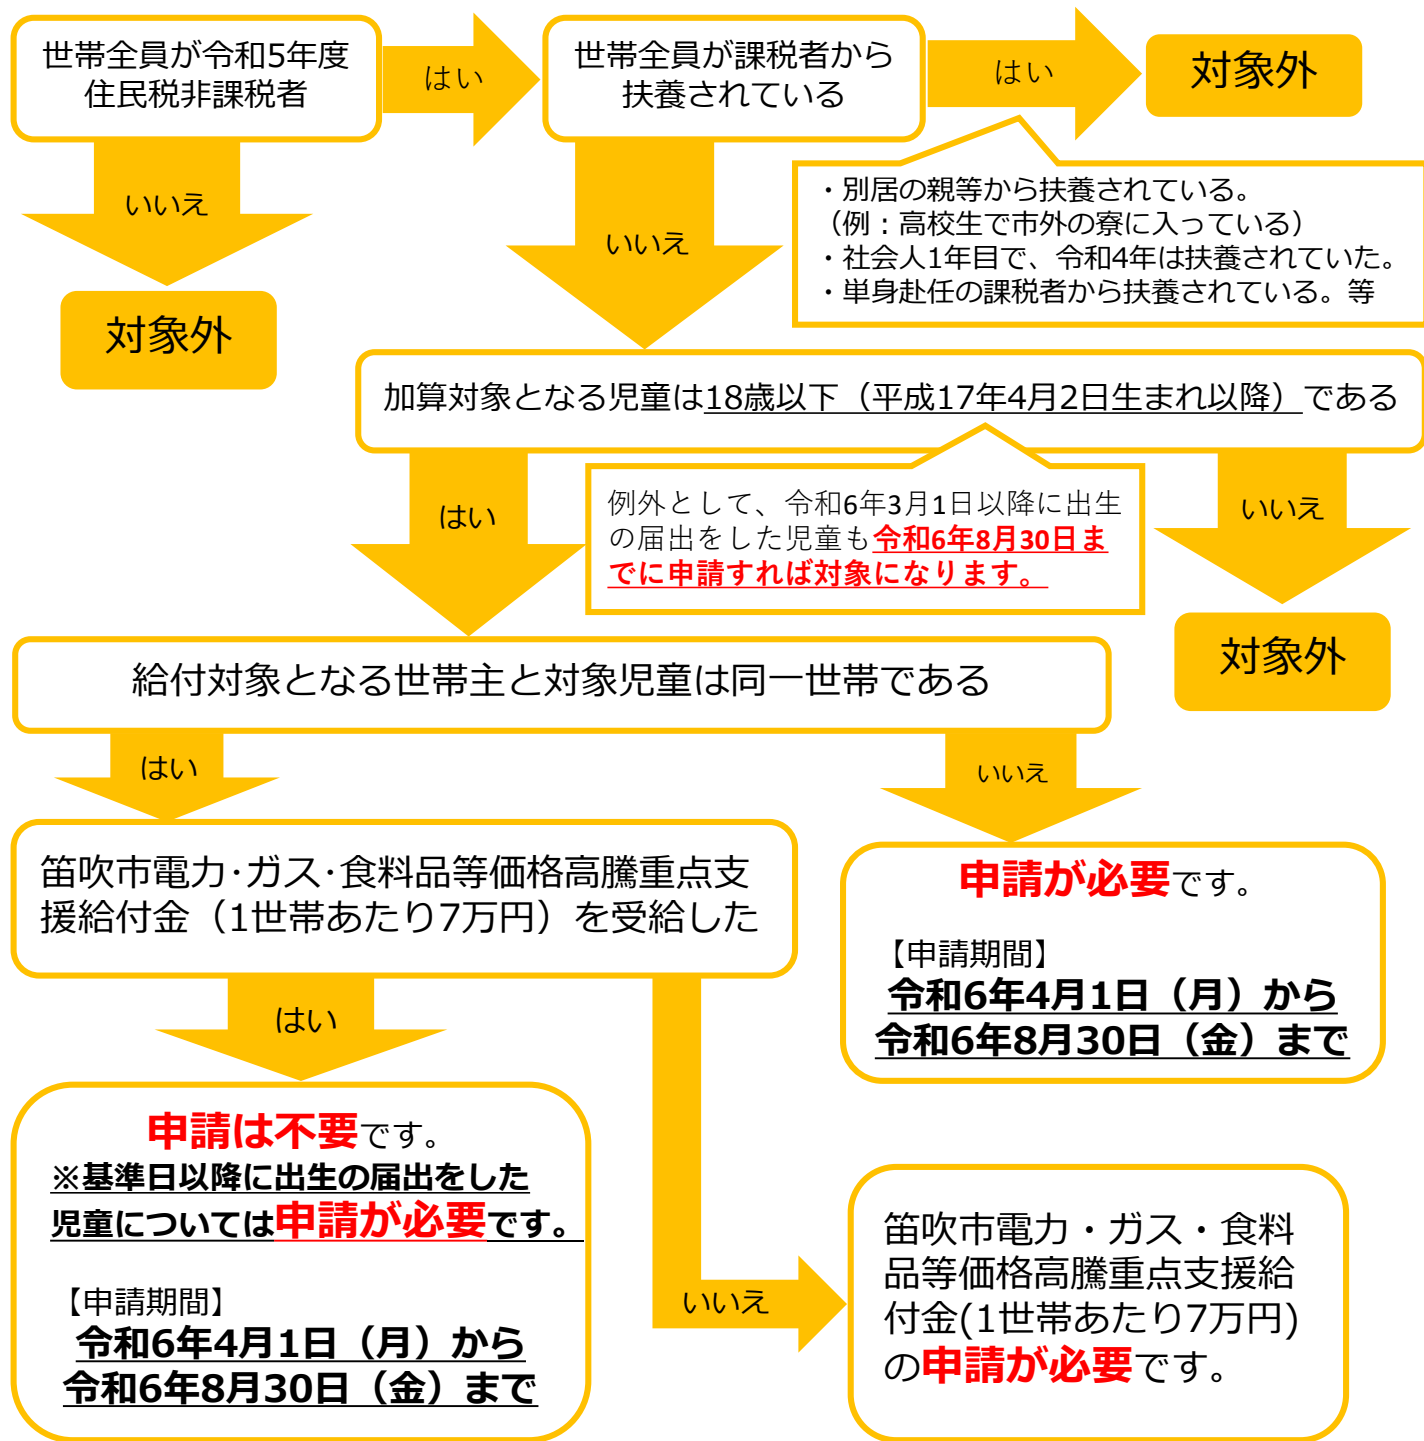 世帯全員が令和5年度
住民税非課税者
はい
世帯全員が課税者から
扶養されている
はい
対象外
いいえ
対象外
いいえ
・別居の親等から扶養されている。
（例：高校生で市外の寮に入っている）
・社会人1年目で、令和4年は扶養されていた。
・単身赴任の課税者から扶養されている。等
加算対象となる児童は18歳以下（平成17年4月2日生まれ以降）である
はい
例外として、令和6年3月1日以降に出生
の届出をした児童も令和6年8月30日ま
でに申請すれば対象になります。
いいえ
対象外
給付対象となる世帯主と対象児童は同一世帯である
はい
いいえ
笛吹市電力･ガス･食料品等価格高騰重点支
援給付金（1世帯あたり7万円）を受給した
申請が必要です。
【申請期間】
令和6年4月1日（月）から
令和6年8月30日（金）まで
はい
申請は不要です。
※基準日以降に出生の届出をした
児童については申請が必要です。
【申請期間】
令和6年4月1日（月）から
令和6年8月30日（金）まで
いいえ
笛吹市電力・ガス・食料
品等価格高騰重点支援給
付金(1世帯あたり7万円)
の申請が必要です。